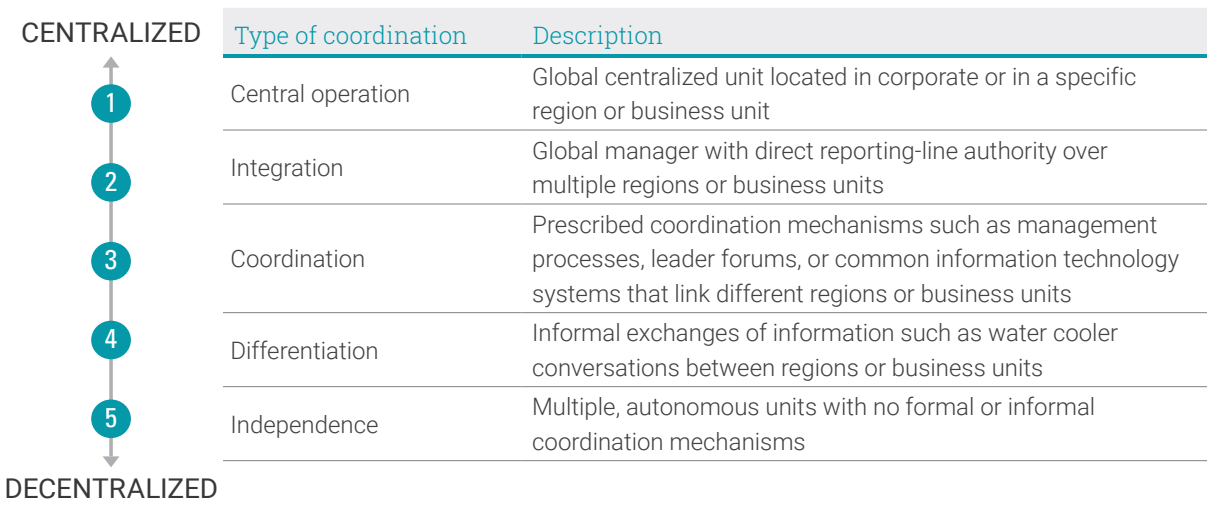 CENTRALIZED
Type of coordination Description
1
Central operation
Global centralized unit located in corporate or in a specific
region or business unit
2
Integration
Global manager with direct reporting-line authority over
multiple regions or business units
3
Coordination
Prescribed coordination mechanisms such as management
processes, leader forums, or common information technology
systems that link different regions or business units
4
Differentiation
Informal exchanges of information such as water cooler
conversations between regions or business units
5
Independence
Multiple, autonomous units with no formal or informal
coordination mechanisms
DECENTRALIZED